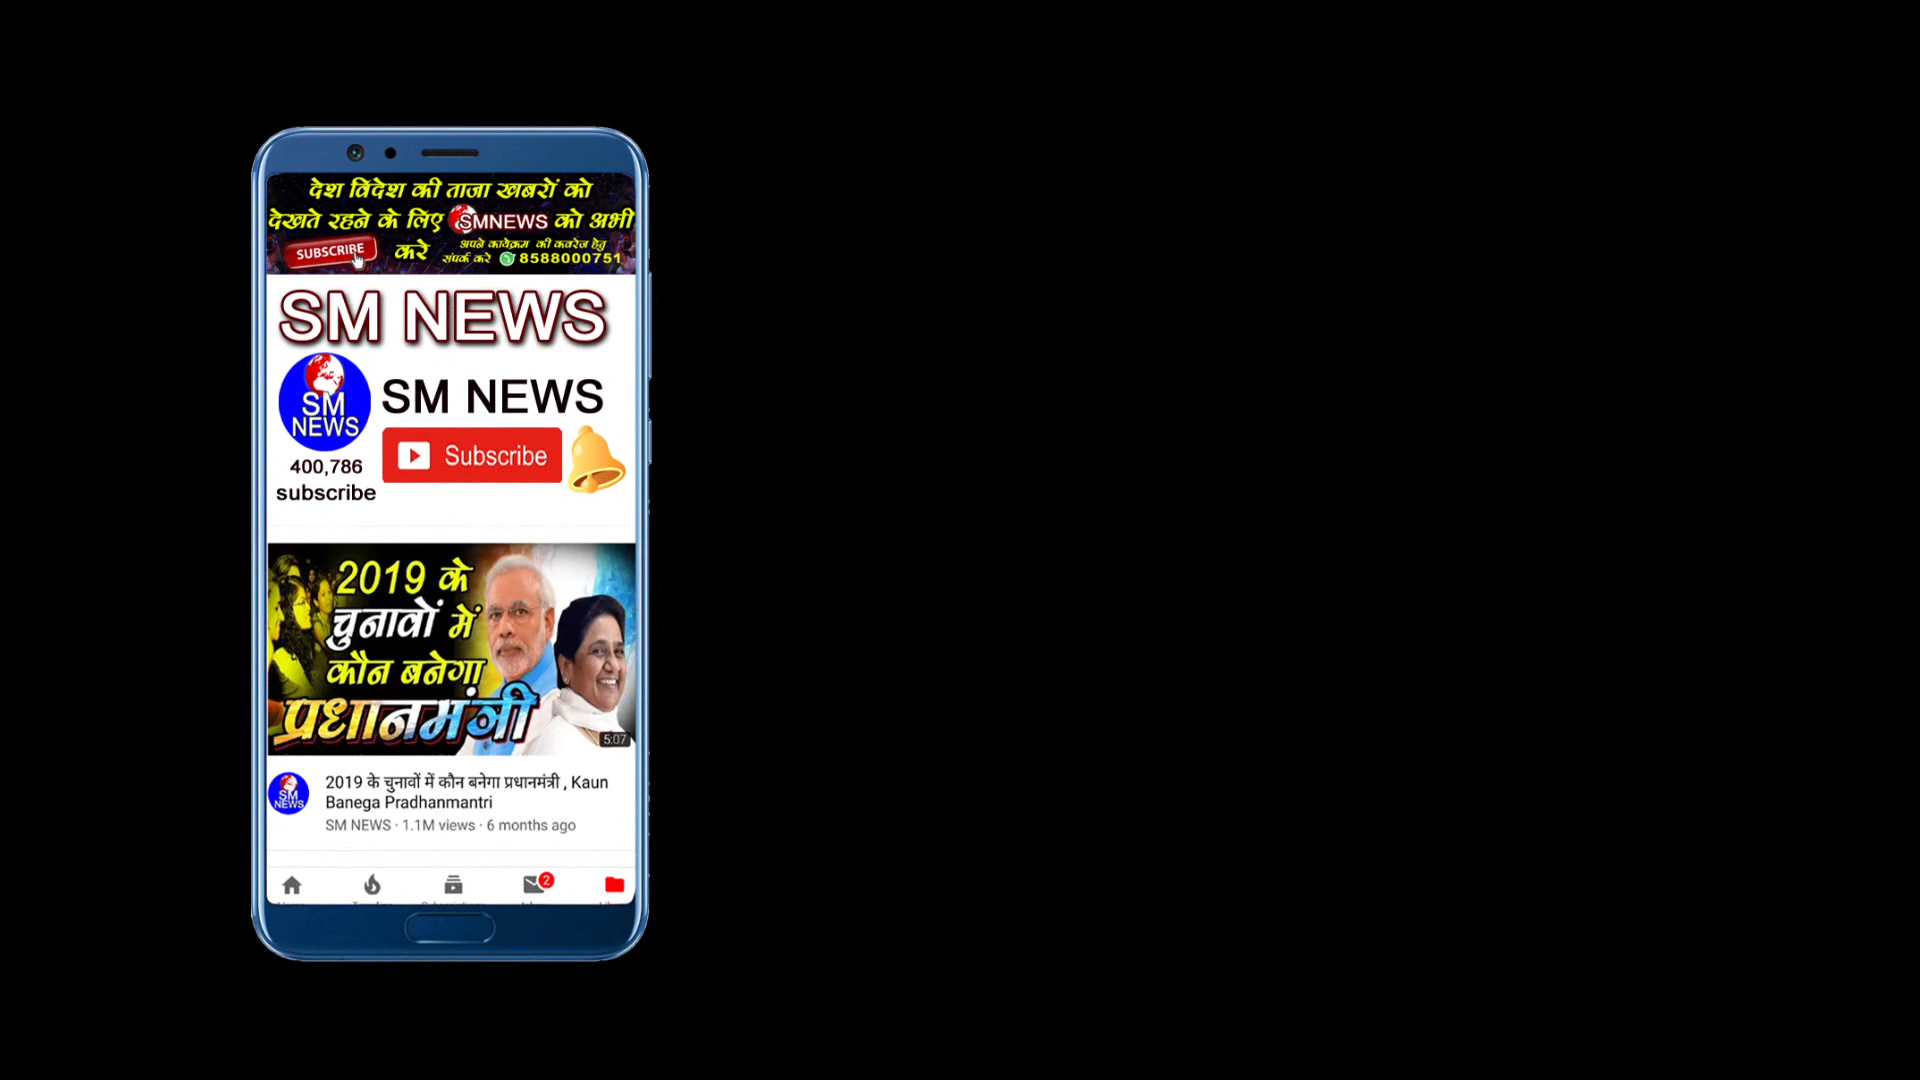 देश विदेश की ताजा खबरों को
देखते रहने के लिए SMNEWS को अभी
SUBSCRIBE करे
अपने कार्यक्रम की कवरेज हेतु
संपर्क करे 8588000751
SM NEWS
SM
NEWS
SM NEWS
Subscribe
400,786
subscribe
2019 के
चुनावों में
कौन बनेगा
प्रधानमंत्री
5:07
SM
NEWS
2019 के चुनावों में कौन बनेगा प्रधानमंत्री , Kaun
Banega Pradhanmantri
SM NEWS · 1.1M views · 6 months ago
2